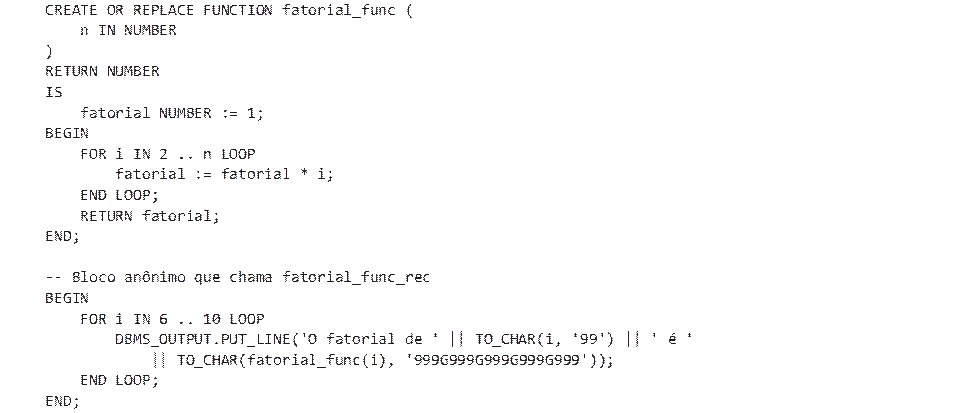 CREATE OR REPLACE FUNCTION fatorial_func (
    n IN NUMBER
)
RETURN NUMBER
IS
    fatorial NUMBER := 1;
BEGIN
    FOR i IN 2 .. n LOOP
        fatorial := fatorial * i;
    END LOOP;
    RETURN fatorial;
END;

-- Bloco anônimo que chama fatorial_func_rec
BEGIN
    FOR i IN 6 .. 10 LOOP
        DBMS_OUTPUT.PUT_LINE('O fatorial de ' || TO_CHAR(i, '99') || ' é '
            || TO_CHAR(fatorial_func(i), '999G999G999G999G999'));
    END LOOP;
END;